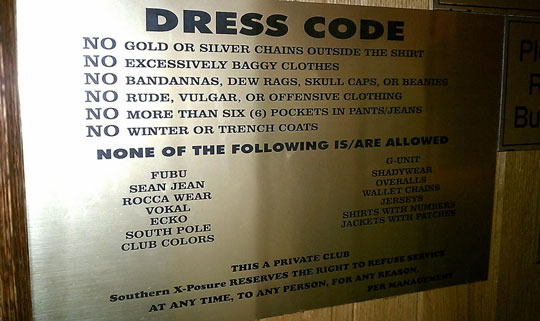 DRESS CODE
NO GOLD OR SILVER CHAINS OUTSIDE THE SHIRT
NO EXCESSIVELY BAGGY CLOTHES
NO BANDANNAS, DEW RAGS, SKULL CAPS, OR BEANIES
NO RUDE, VULGAR, OR OFFENSIVE CLOTHING
NO MORE THAN SIX (6) POCKETS IN PANTS/JEANS
NO WINTER OR TRENCH COATS
NONE OF THE FOLLOWING IS/ARE ALLOWED
FUBU
SEAN JEAN
ROCCA WEAR
VOKAL
ECKO
SOUTH POLE
CLUB COLORS
G-UNIT
SHADYWEAR
OVERALLS
WALLET CHAINS
JERSEYS
SHIRTS WITH NUMBERS
JACKETS WITH PATCHES
THIS A PRIVATE CLUB
Southern X-Posure RESERVES THE RIGHT TO REFUSE SERVICE
AT ANY TIME, TO ANY PERSON, FOR ANY REASON.
PER MANAGEMENT